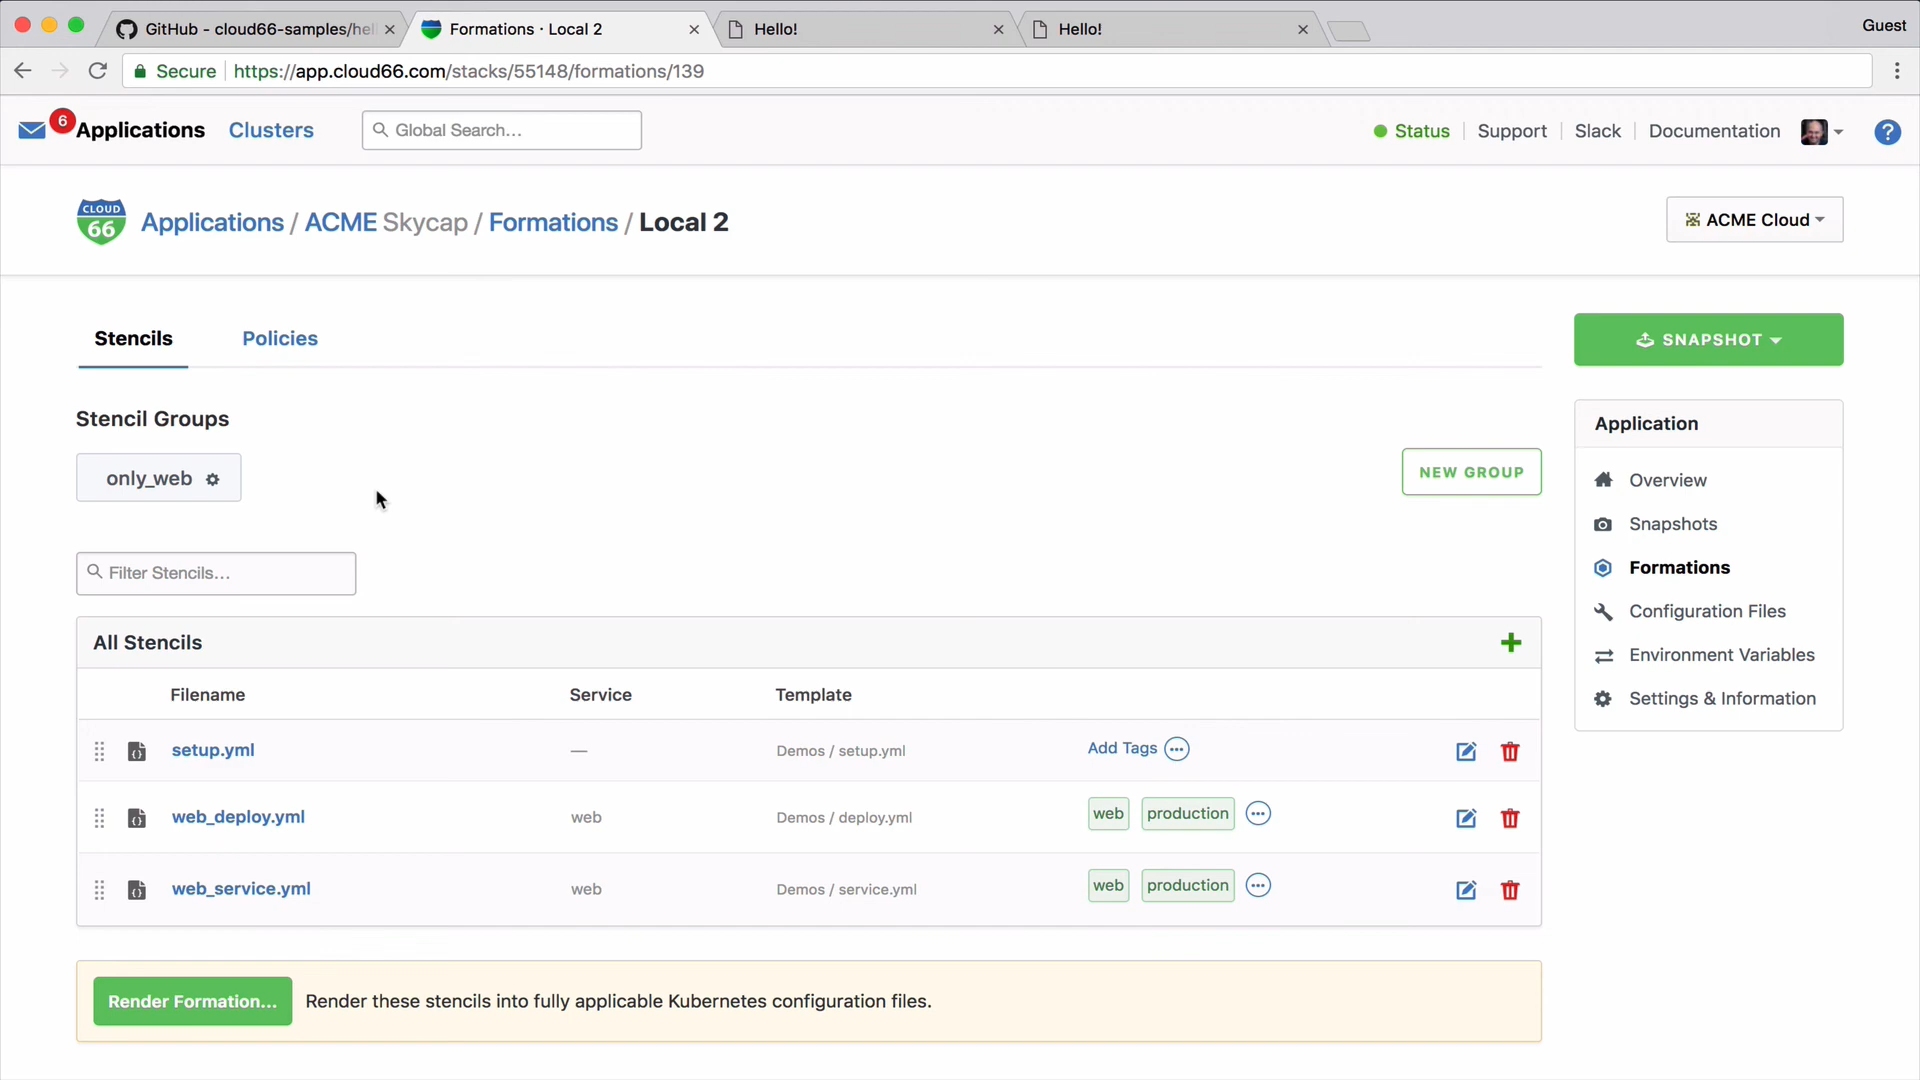 GitHub - cloud66-samples/hel
Formations · Local 2
Hello!
Hello!
Guest
Secure
https://app.cloud66.com/stacks/55148/formations/139
6
Applications
Clusters
Global Search...
Status
Support
Slack
Documentation
?
CLOUD
66
Applications / ACME Skycap / Formations / Local 2
ACME Cloud
Stencils
Policies
SNAPSHOT
Stencil Groups
only_web
NEW GROUP
Filter Stencils...
Application
Overview
Snapshots
Formations
Configuration Files
Environment Variables
Settings & Information
All Stencils
Filename
Service
Template
setup.yml
—
Demos / setup.yml
Add Tags
web_deploy.yml
web
Demos / deploy.yml
web
production
web_service.yml
web
Demos / service.yml
web
production
Render Formation...
Render these stencils into fully applicable Kubernetes configuration files.